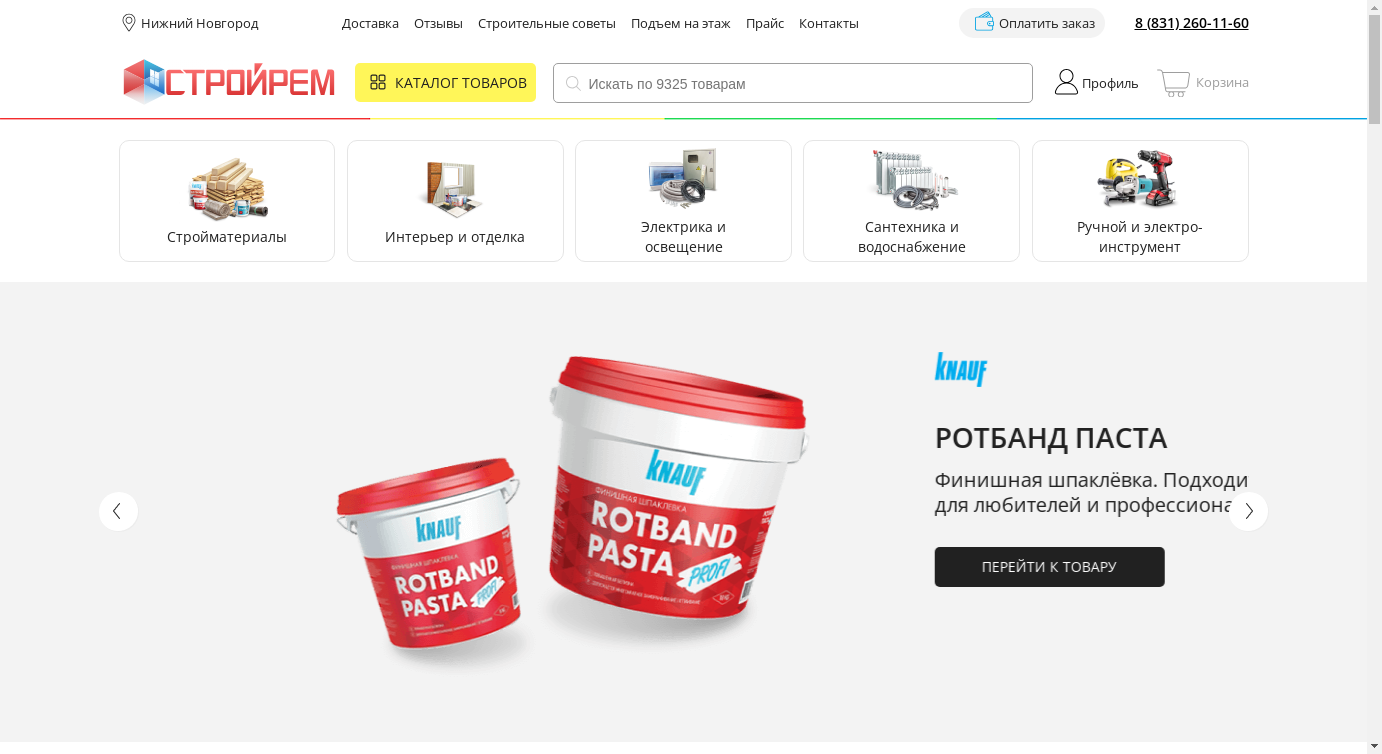 Нижний Новгород
Доставка Отзывы Строительные советы Подъем на этаж Прайс Контакты
Оплатить заказ
8 (831) 260-11-60
СТРОЙРЕМ
КАТАЛОГ ТОВАРОВ
Искать по 9325 товарам
Профиль
Корзина
Стройматериалы
Интерьер и отделка
Электрика и
освещение
Сантехника и
водоснабжение
Ручной и электро-
инструмент
KNAUF
РОТБАНД ПАСТА
Финишная шпаклёвка. Подходи
для любителей и профессиона
ПЕРЕЙТИ К ТОВАРУ
KNAUF
ФИНИШНАЯ ШПАКЛЕВКА
ROTBAND
PASTA
PROFI
KNAUF
ФИНИШНАЯ ШПАКЛЕВКА
ROTBAND
PASTA
PROFI